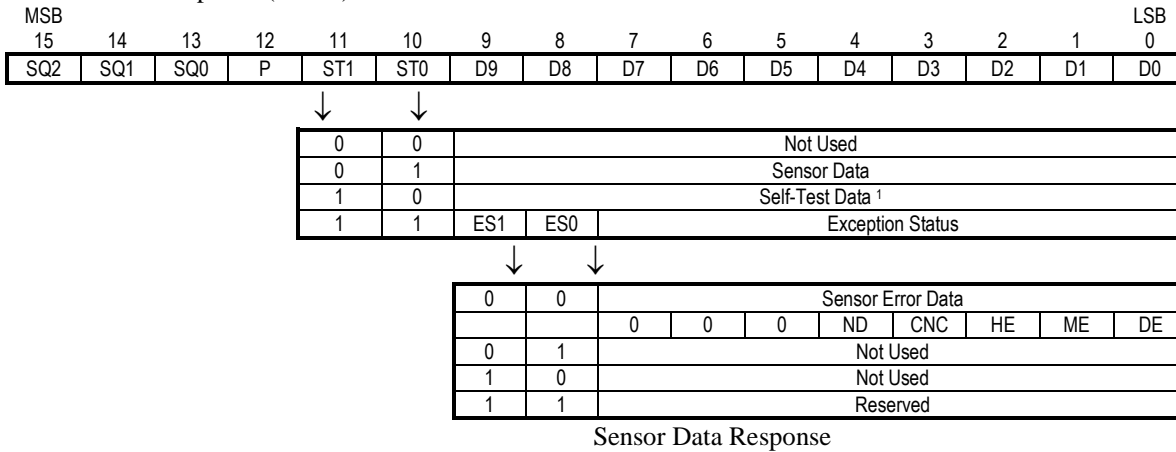 MSB LSB
15 14 13 12 11 10 9 8 7 6 5 4 3 2 1 0
SQ2 SQ1 SQ0 P ST1 ST0 D9 D8 D7 D6 D5 D4 D3 D2 D1 D0
↓ ↓
0 0 Not Used
0 1 Sensor Data
1 0 Self-Test Data 1
1 1 ES1 ES0 Exception Status
↓ ↓
0 0 Sensor Error Data
0 0 0 ND CNC HE ME DE
0 1 Not Used
1 0 Not Used
1 1 Reserved
Sensor Data Response